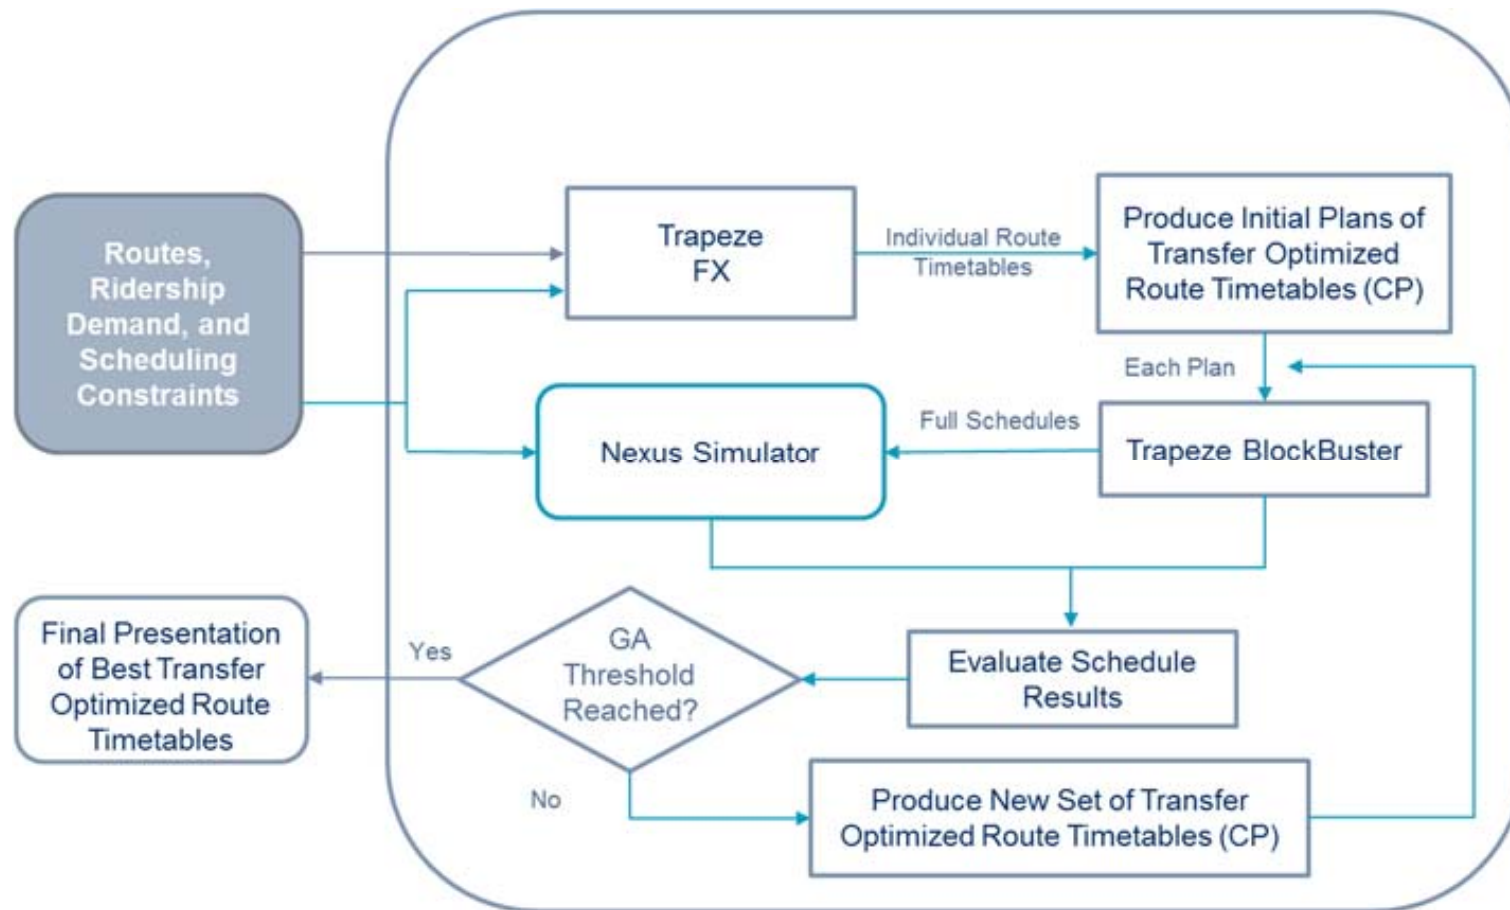 Routes,
Ridership
Demand, and
Scheduling
Constraints
Trapeze
FX
Individual Route
Timetables
Produce Initial Plans of
Transfer Optimized
Route Timetables (CP)
Each Plan
Nexus Simulator
Full Schedules
Trapeze BlockBuster
Final Presentation
of Best Transfer
Optimized Route
Timetables
Yes
GA
Threshold
Reached?
Evaluate Schedule
Results
No
Produce New Set of Transfer
Optimized Route Timetables (CP)